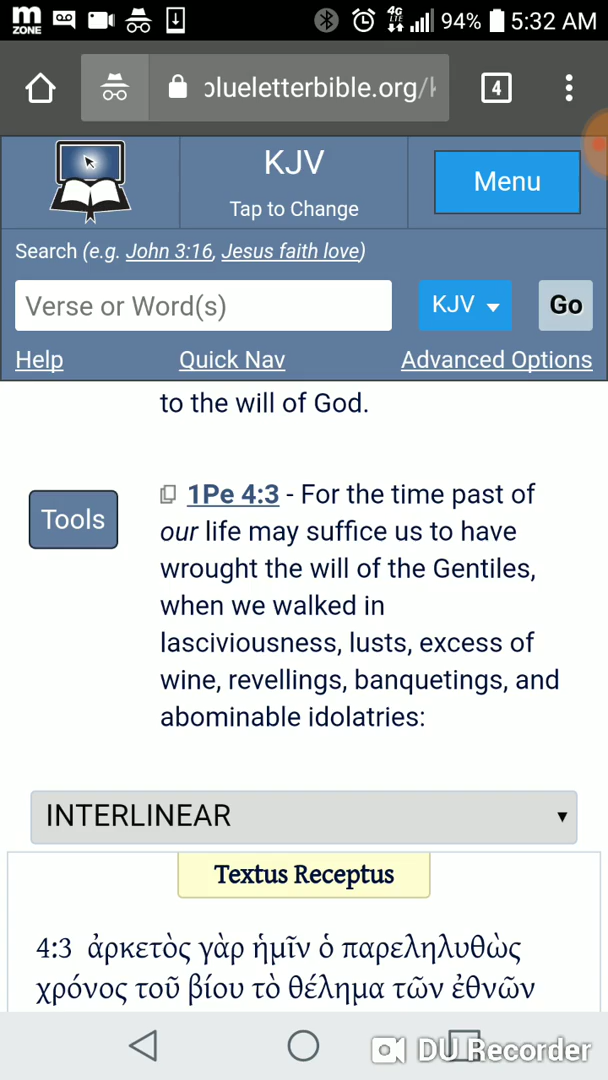 m
ZONE
4G
LTE
94%
5:32 AM
blueletterbible.org/k
4
KJV
Tap to Change
Menu
Search (e.g. John 3:16, Jesus faith love)
Verse or Word(s)
KJV
Go
Help
Quick Nav
Advanced Options
to the will of God.
Tools
1Pe 4:3 - For the time past of
our life may suffice us to have
wrought the will of the Gentiles,
when we walked in
lasciviousness, lusts, excess of
wine, revellings, banquetings, and
abominable idolatries:
INTERLINEAR
Textus Receptus
4:3 ἀρκετὸς γὰρ ἡμῖν ὁ παρεληλυθὼς
χρόνος τοῦ βίου τὸ θέλημα τῶν ἐθνῶν
DU Recorder